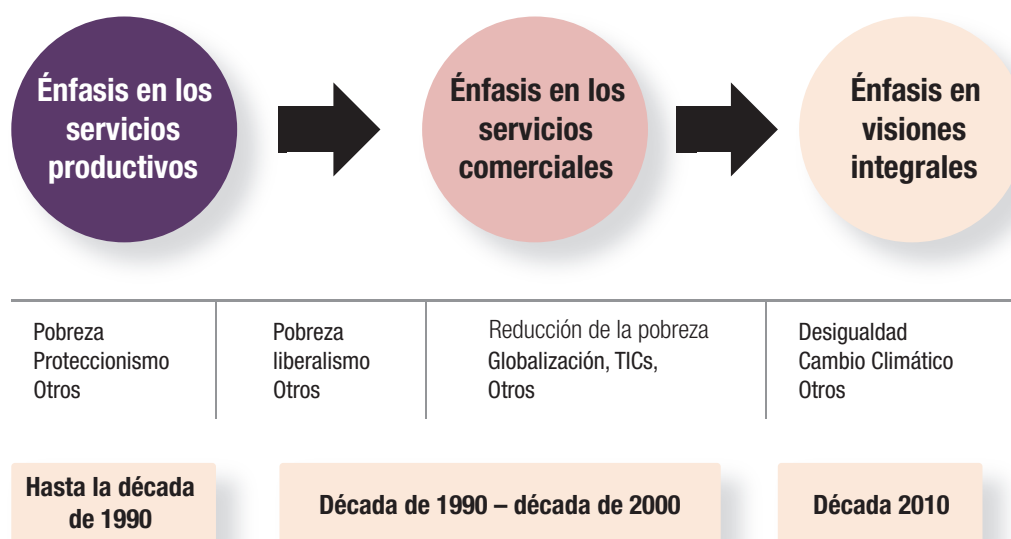 Énfasis en los
servicios
productivos
Énfasis en los
servicios
comerciales
Énfasis en
visiones
integrales
Pobreza
Proteccionismo
Otros
Pobreza
liberalismo
Otros
Reducción de la pobreza
Globalización, TICs,
Otros
Desigualdad
Cambio Climático
Otros
Hasta la década
de 1990
Década de 1990 – década de 2000
Década 2010